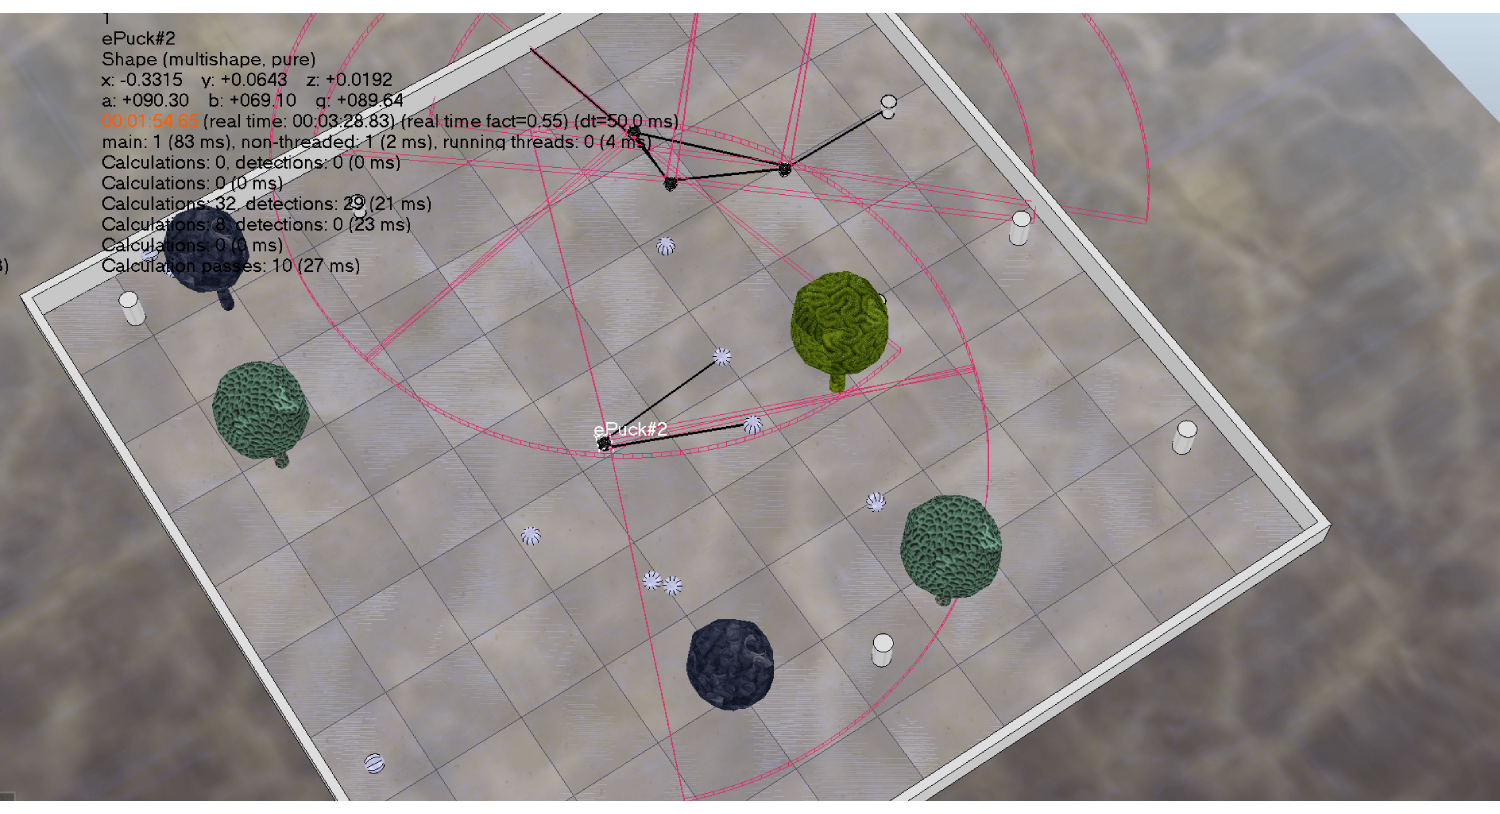 1
ePuck#2
Shape (multishape, pure)
x: -0.3315 y: +0.0643 z: +0.0192
a: +090.30 b: +069.10 g: +089.64
00:01:54.65 (real time: 00:03:28.83) (real time fact=0.55) (dt=50.0 ms)
main: 1 (83 ms), non-threaded: 1 (2 ms), running threads: 0 (4 ms)
Calculations: 0, detections: 0 (0 ms)
Calculations: 0 (0 ms)
Calculations: 32, detections: 29 (21 ms)
Calculations: 8, detections: 0 (23 ms)
Calculations: 0 (0 ms)
) Calculation passes: 10 (27 ms)
ePuck#2